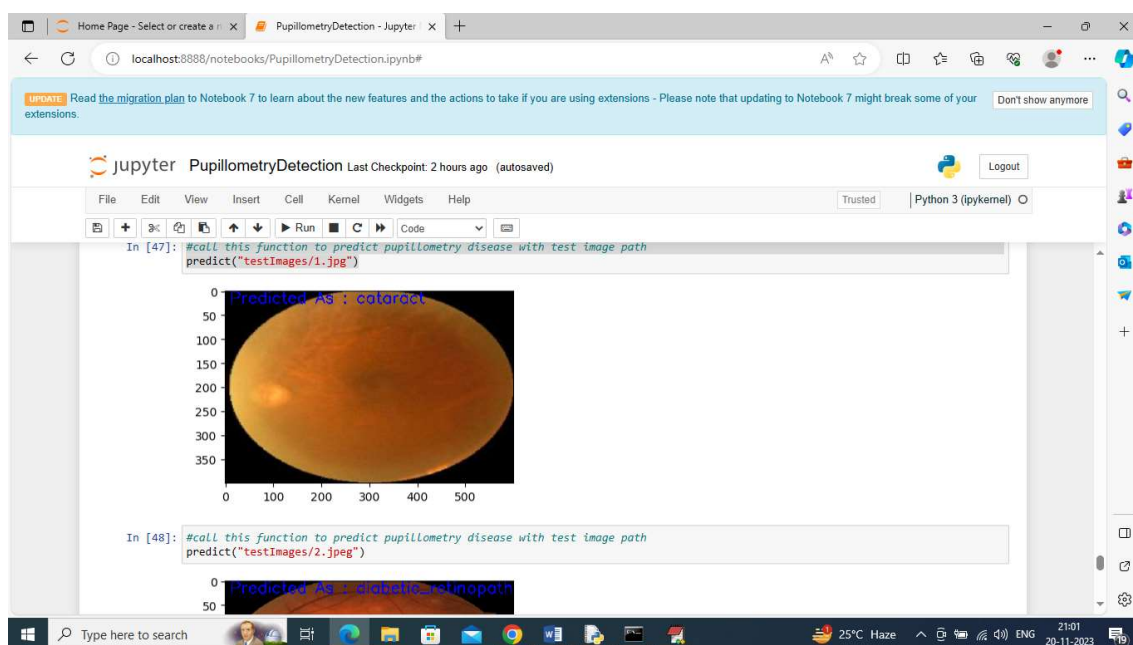 Home Page - Select or create a n
PupillometryDetection - Jupyter
localhost:8888/notebooks/PupillometryDetection.ipynb#
UPDATE Read the migration plan to Notebook 7 to learn about the new features and the actions to take if you are using extensions - Please note that updating to Notebook 7 might break some of your
extensions.
Don't show anymore
jupyter PupillometryDetection Last Checkpoint: 2 hours ago (autosaved)
Logout
File Edit View Insert Cell Kernel Widgets Help
Trusted
Python 3 (ipykernel)
Run
Code
In [47]: #call this function to predict pupillometry disease with test image path
predict("testImages/1.jpg")
Predicted As : cataract
0
50
100
150
200
250
300
350
0 100 200 300 400 500
In [48]: #call this function to predict pupillometry disease with test image path
predict("testImages/2.jpeg")
Predicted As : diabetic_retinopath
0
50
Type here to search
25°C Haze
ENG
21:01
20-11-2023
19